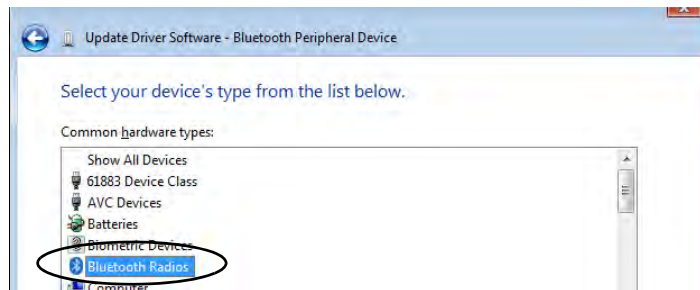 Update Driver Software - Bluetooth Peripheral Device
Select your device's type from the list below.
Common hardware types:
Show All Devices
61883 Device Class
AVC Devices
Batteries
Biometric Devices
Bluetooth Radios
Computer